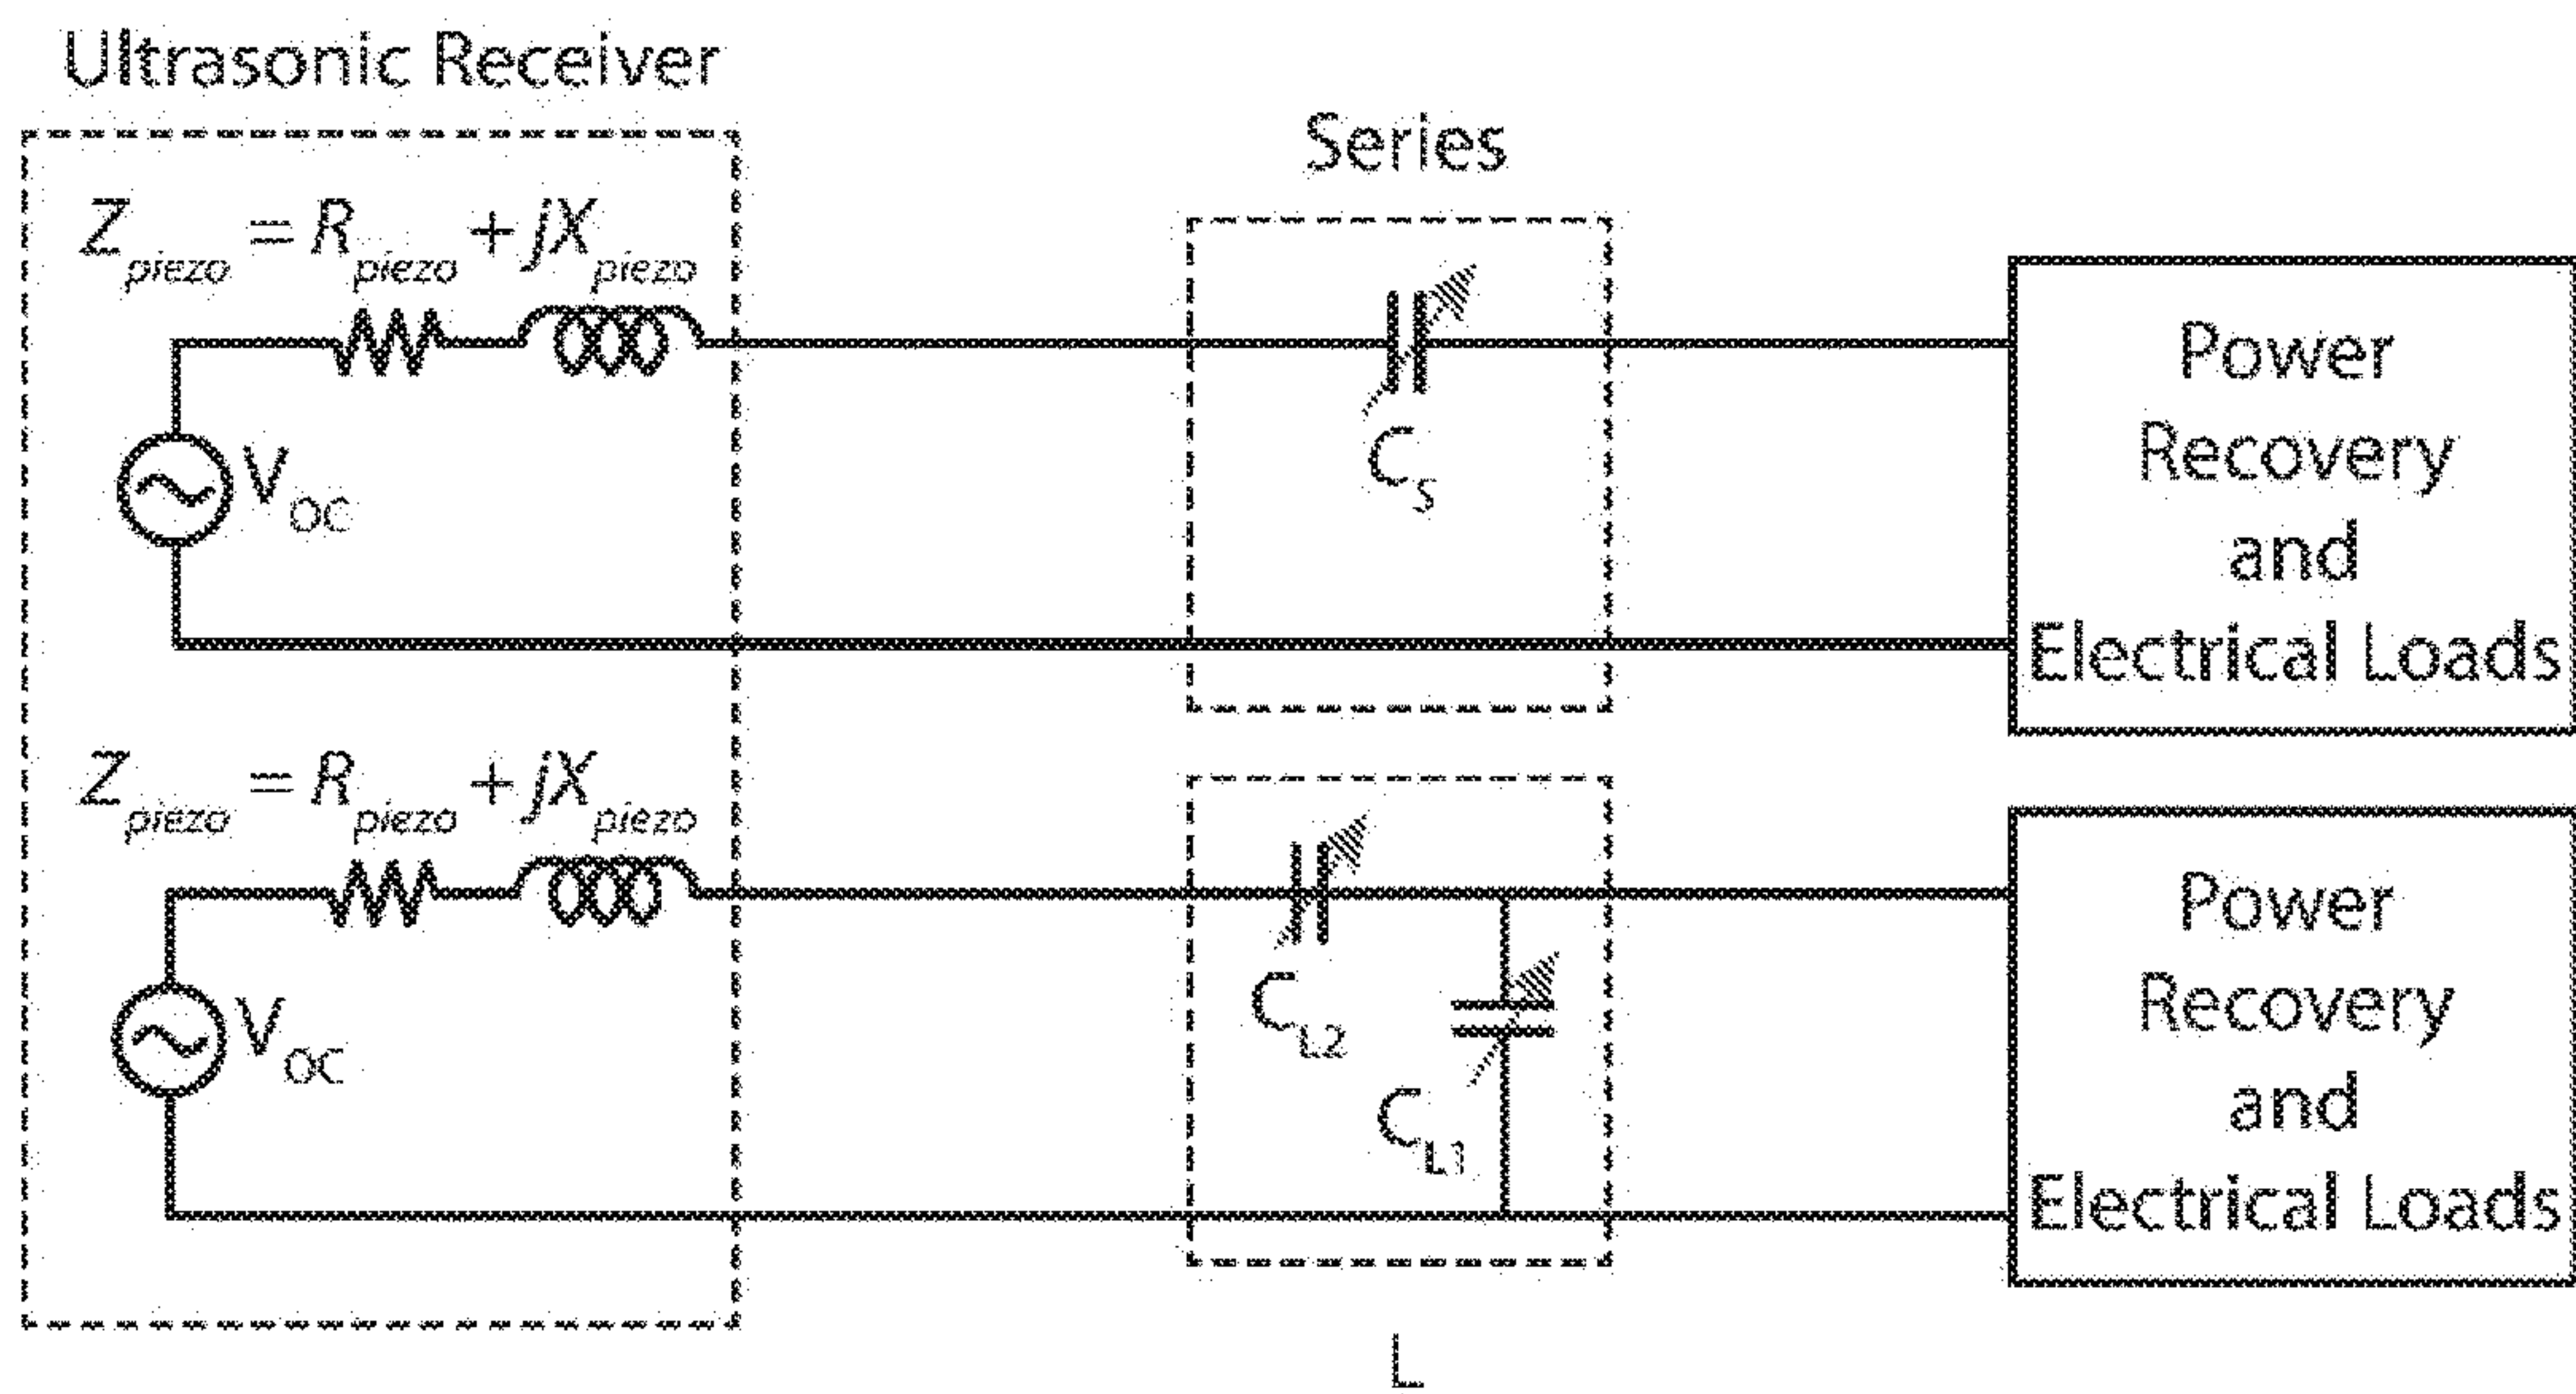 Ultrasonic Receiver
Z_piezo = R_piezo + jX_piezo
V_OC
Series
C_S
Power
Recovery
and
Electrical Loads
Z_piezo = R_piezo + jX_piezo
V_OC
C_L2
C_L1
L
Power
Recovery
and
Electrical Loads